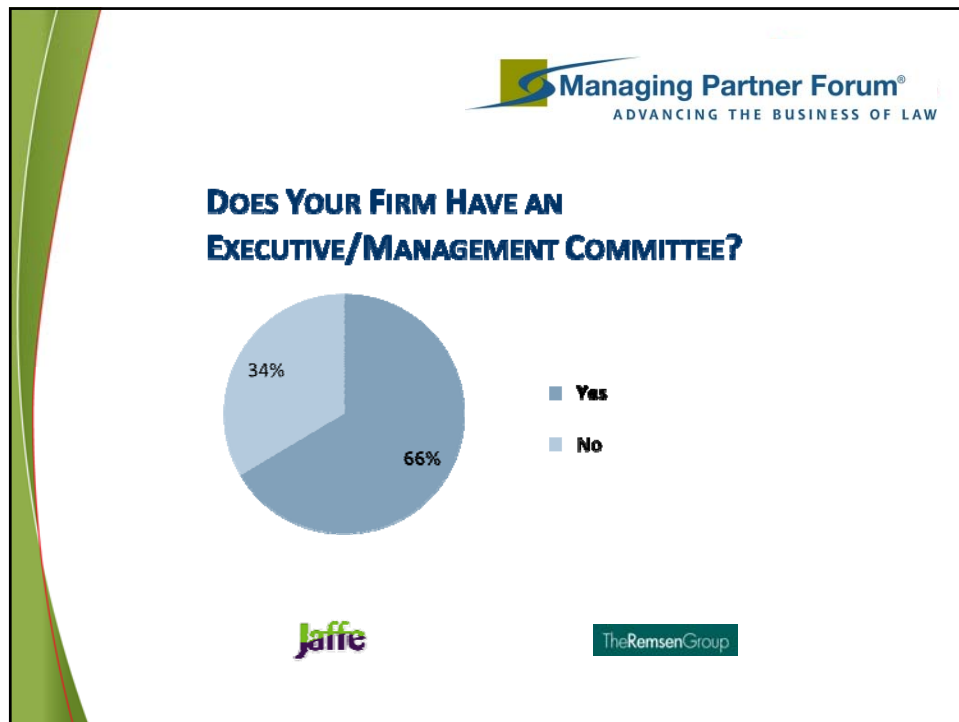 Managing Partner Forum®
ADVANCING THE BUSINESS OF LAW
DOES YOUR FIRM HAVE AN
EXECUTIVE/MANAGEMENT COMMITTEE?
34%
66%
Yes
No
Jaffe
TheRemsenGroup